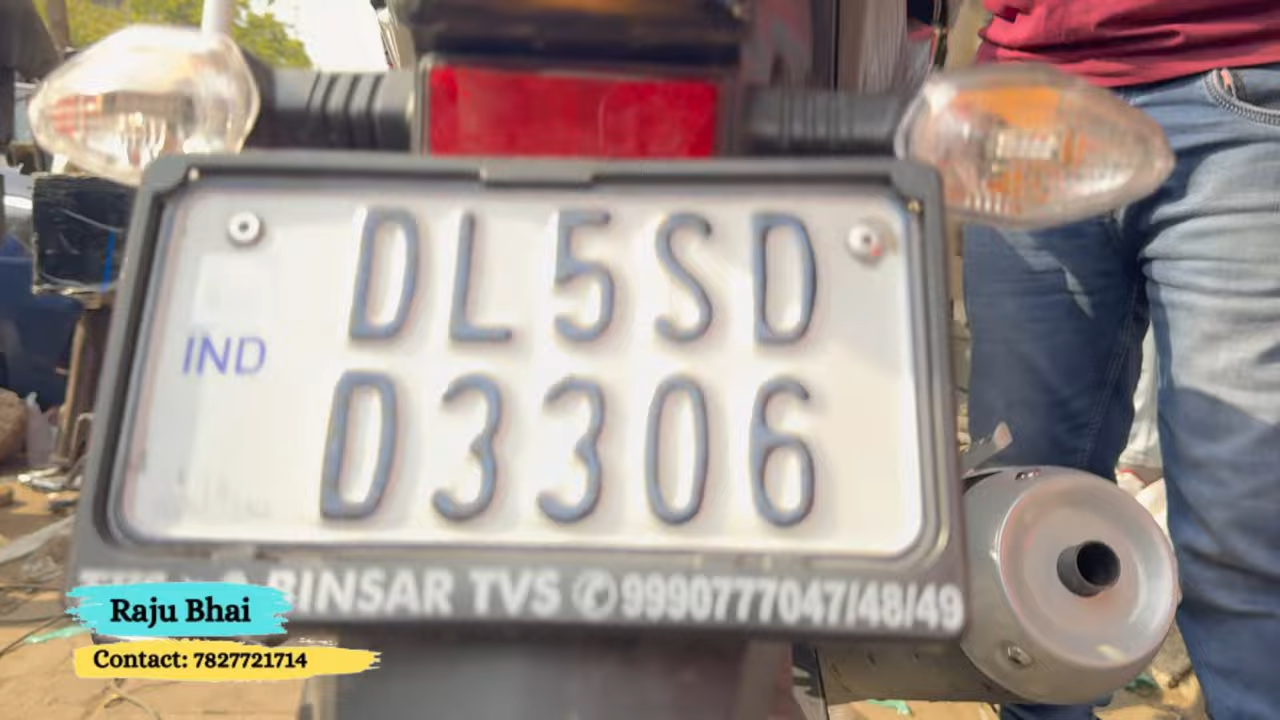 DL5SD
IND
D3306
BINSAR TVS ✆9990777047/48/49
Raju Bhai
Contact: 7827721714